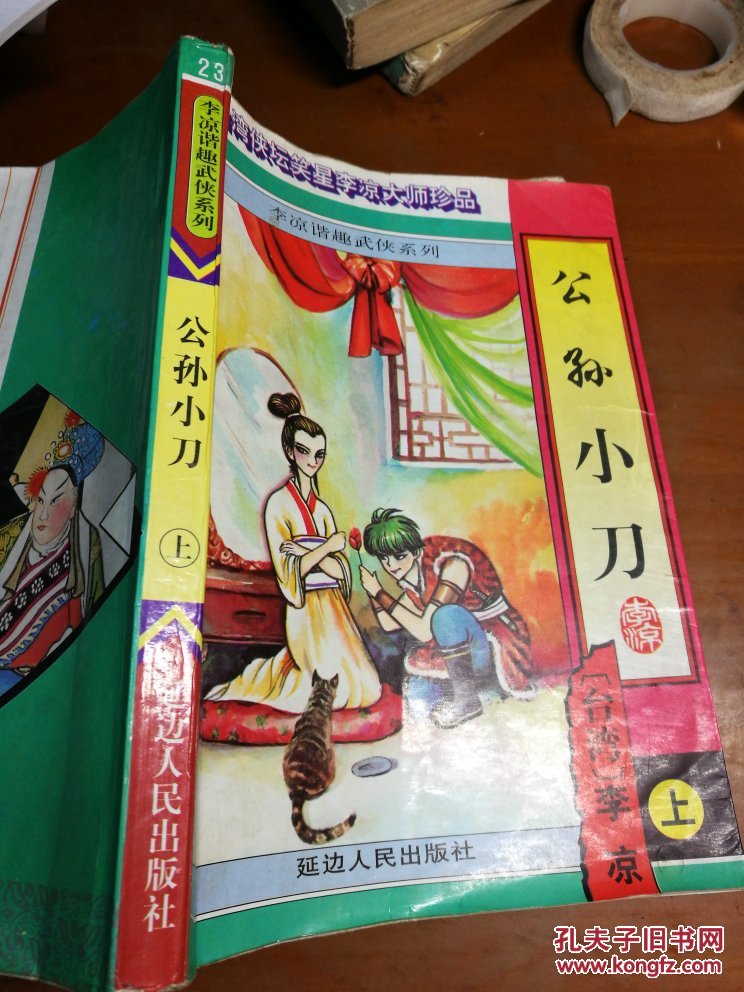 23
李凉谐趣武侠系列
公孙小刀
上
延边人民出版社
湾侠坛笑星李凉大师珍品
李凉谐趣武侠系列
公孙小刀
李凉
〔台湾〕李凉
上
延边人民出版社
孔夫子旧书网
www.kongfz.com